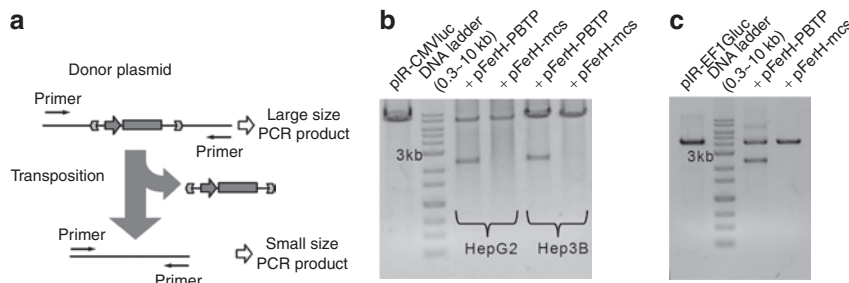 a
Donor plasmid
Primer
Large size
PCR product
Primer
Transposition
Primer
Small size
PCR product
Primer
b
pIR-CMVluc
DNA ladder
(0.3~10 kb)
+ pFerH-PBTP
+ pFerH-mcs
+ pFerH-PBTP
+ pFerH-mcs
3kb
HepG2
Hep3B
c
pIR-EF1Gluc
DNA ladder
(0.3~10 kb)
+ pFerH-PBTP
+ pFerH-mcs
3kb